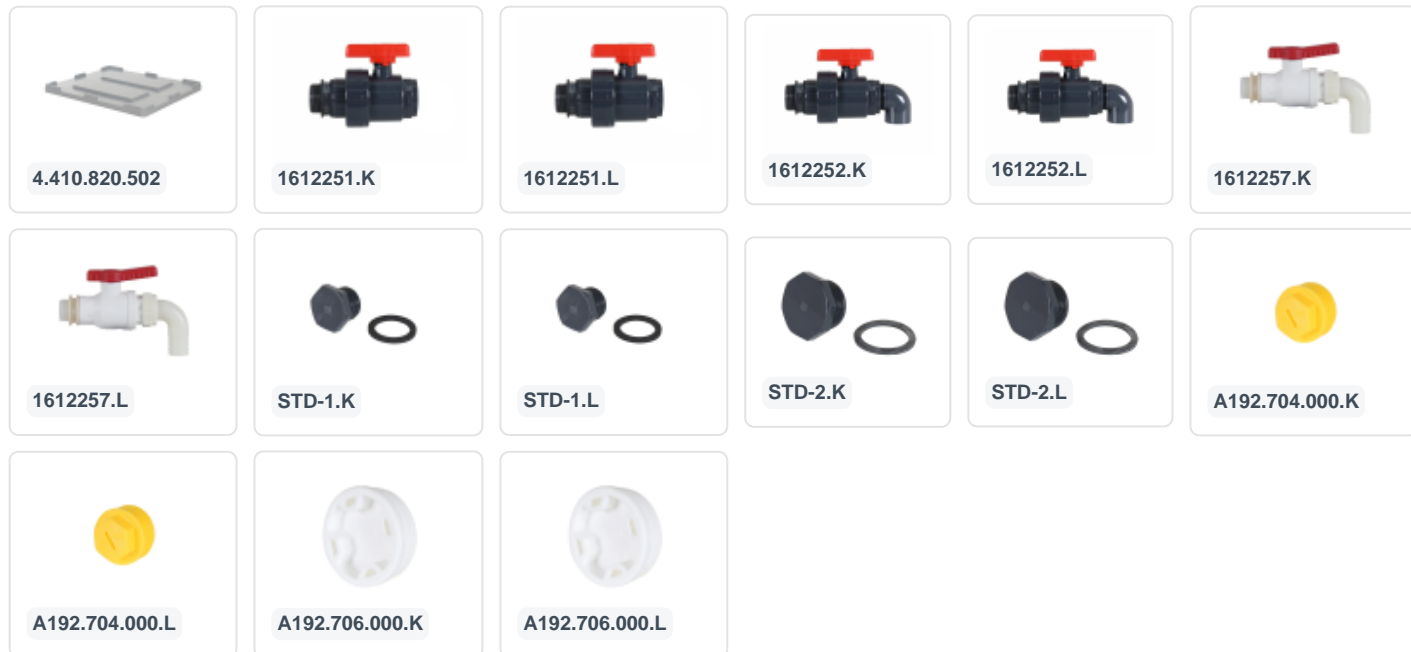 4.410.820.502
1612251.K
1612251.L
1612252.K
1612252.L
1612257.K
1612257.L
STD-1.K
STD-1.L
STD-2.K
STD-2.L
A192.704.000.K
A192.704.000.L
A192.706.000.K
A192.706.000.L